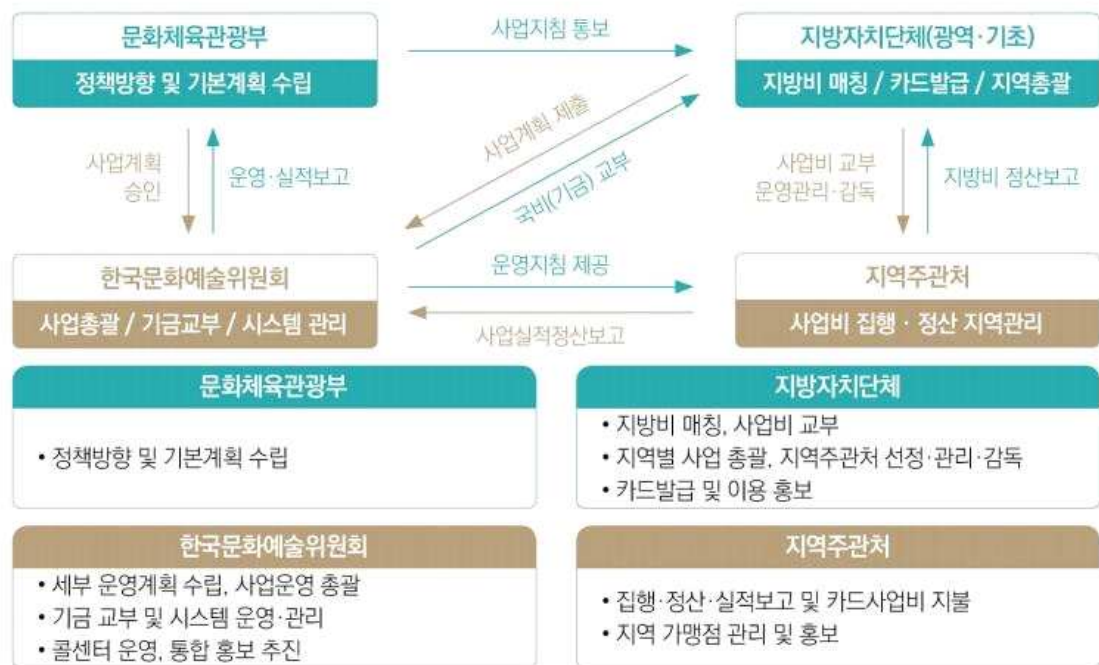 문화체육관광부
정책방향 및 기본계획 수립
사업지침 통보
지방자치단체(광역·기초)
지방비 매칭 / 카드발급 / 지역총괄
사업계획
승인
운영·실적보고
사업계획 제출
국비(기금) 교부
사업비 교부
운영관리·감독
지방비 정산보고
한국문화예술위원회
사업총괄 / 기금교부 / 시스템 관리
운영지침 제공
사업실적정산보고
지역주관처
사업비 집행 · 정산 지역관리
문화체육관광부
• 정책방향 및 기본계획 수립
지방자치단체
• 지방비 매칭, 사업비 교부
• 지역별 사업 총괄, 지역주관처 선정·관리·감독
• 카드발급 및 이용 홍보
한국문화예술위원회
• 세부 운영계획 수립, 사업운영 총괄
• 기금 교부 및 시스템 운영·관리
• 콜센터 운영, 통합 홍보 추진
지역주관처
• 집행·정산·실적보고 및 카드사업비 지불
• 지역 가맹점 관리 및 홍보